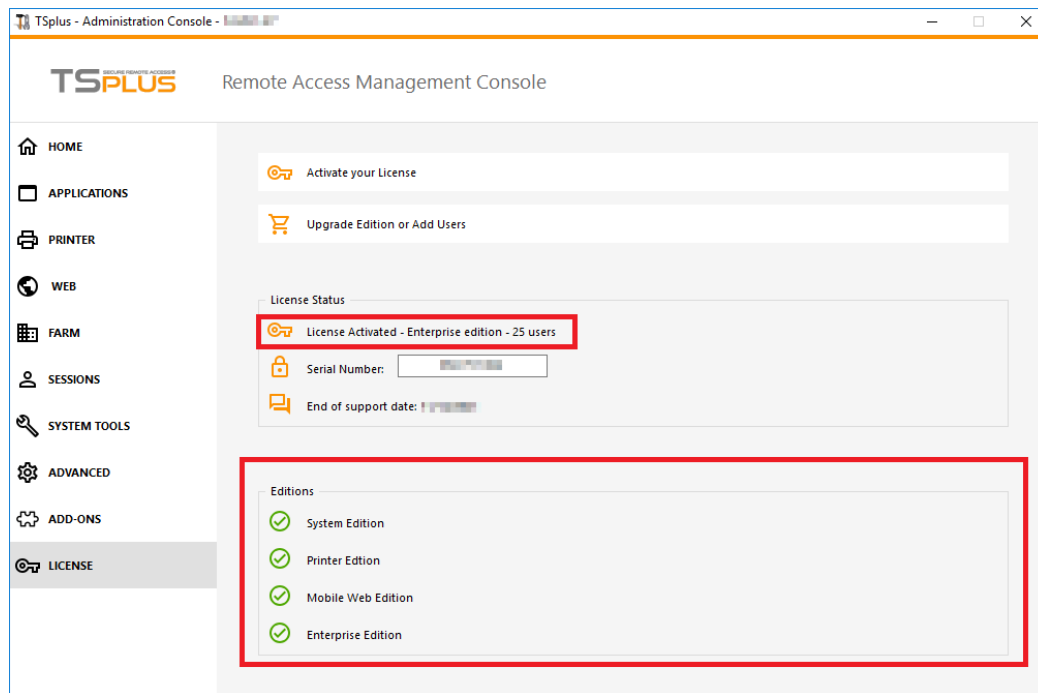 TSplus - Administration Console -
SECURE REMOTE ACCESS
TSPLUS
Remote Access Management Console
HOME
APPLICATIONS
PRINTER
WEB
FARM
SESSIONS
SYSTEM TOOLS
ADVANCED
ADD-ONS
LICENSE
Activate your License
Upgrade Edition or Add Users
License Status
License Activated - Enterprise edition - 25 users
Serial Number:
End of support date:
Editions
System Edition
Printer Edtion
Mobile Web Edition
Enterprise Edition